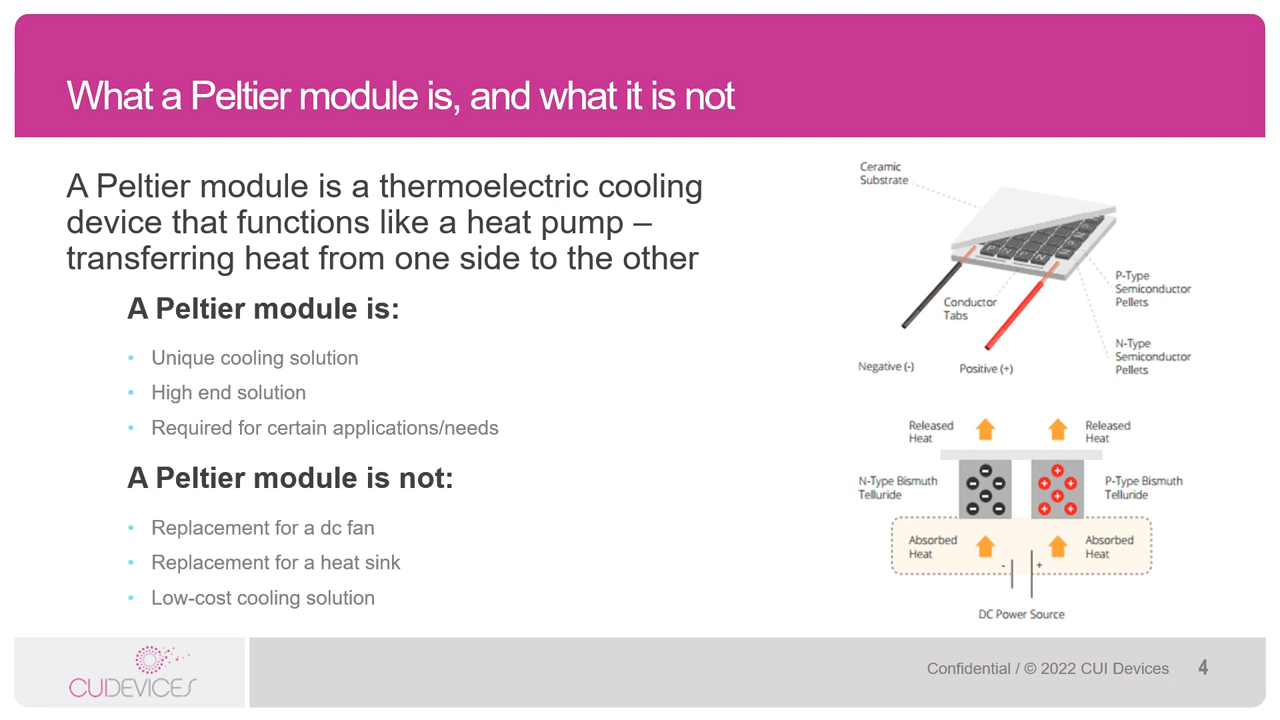 What a Peltier module is, and what it is not
A Peltier module is a thermoelectric cooling
device that functions like a heat pump –
transferring heat from one side to the other
A Peltier module is:
• Unique cooling solution
• High end solution
• Required for certain applications/needs
A Peltier module is not:
• Replacement for a dc fan
• Replacement for a heat sink
• Low-cost cooling solution
Ceramic
Substrate
P N P N
N P N
Conductor
Tabs
P-Type
Semiconductor
Pellets
N-Type
Semiconductor
Pellets
Negative (-)
Positive (+)
Released
Heat
Released
Heat
N-Type Bismuth
Telluride
P-Type Bismuth
Telluride
Absorbed
Heat
Absorbed
Heat
- +
DC Power Source
CUIDEVICES
Confidential / © 2022 CUI Devices 4